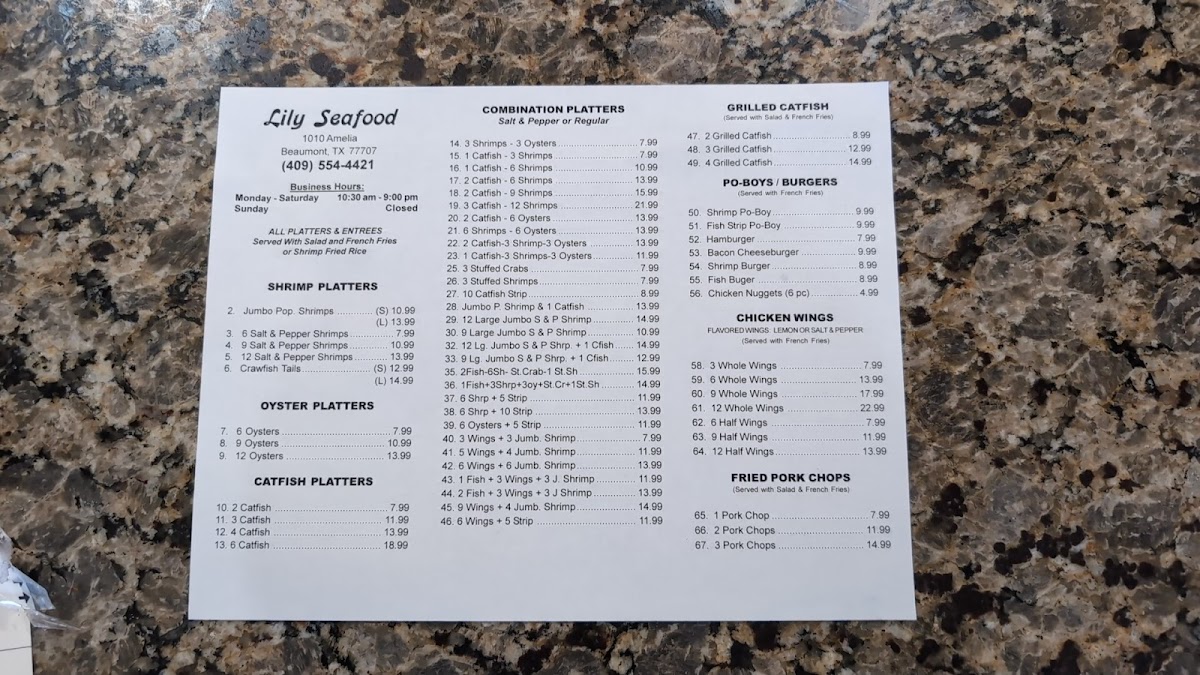 Lily Seafood
1010 Amelia
Beaumont, TX 77707
(409) 554-4421
Business Hours:
Monday - Saturday 10:30 am - 9:00 pm
Sunday Closed
ALL PLATTERS & ENTREES
Served With Salad and French Fries
or Shrimp Fried Rice
SHRIMP PLATTERS
2. Jumbo Pop. Shrimps (S) 10.99
(L) 13.99
3. 6 Salt & Pepper Shrimps 7.99
4. 9 Salt & Pepper Shrimps 10.99
5. 12 Salt & Pepper Shrimps 13.99
6. Crawfish Tails (S) 12.99
(L) 14.99
OYSTER PLATTERS
7. 6 Oysters 7.99
8. 9 Oysters 10.99
9. 12 Oysters 13.99
CATFISH PLATTERS
10. 2 Catfish 7.99
11. 3 Catfish 11.99
12. 4 Catfish 13.99
13. 6 Catfish 18.99
COMBINATION PLATTERS
Salt & Pepper or Regular
14. 3 Shrimps - 3 Oysters 7.99
15. 1 Catfish - 3 Shrimps 7.99
16. 1 Catfish - 6 Shrimps 10.99
17. 2 Catfish - 6 Shrimps 13.99
18. 2 Catfish - 9 Shrimps 15.99
19. 3 Catfish - 12 Shrimps 21.99
20. 2 Catfish - 6 Oysters 13.99
21. 6 Shrimps - 6 Oysters 13.99
22. 2 Catfish-3 Shrimp-3 Oysters 13.99
23. 1 Catfish-3 Shrimps-3 Oysters 11.99
25. 3 Stuffed Crabs 7.99
26. 3 Stuffed Shrimps 7.99
27. 10 Catfish Strip 8.99
28. Jumbo P. Shrimp & 1 Catfish 13.99
29. 12 Large Jumbo S & P Shrimp 14.99
30. 9 Large Jumbo S & P Shrimp 10.99
32. 12 Lg. Jumbo S & P Shrp. + 1 Cfish 14.99
33. 9 Lg. Jumbo S & P Shrp. + 1 Cfish 12.99
35. 2Fish-6Sh- St.Crab-1 St.Sh 15.99
36. 1Fish+3Shrp+3oy+St.Cr+1St.Sh 14.99
37. 6 Shrp + 5 Strip 11.99
38. 6 Shrp + 10 Strip 13.99
39. 6 Oysters + 5 Strip 11.99
40. 3 Wings + 3 Jumb. Shrimp 7.99
41. 5 Wings + 4 Jumb. Shrimp 11.99
42. 6 Wings + 6 Jumb. Shrimp 13.99
43. 1 Fish + 3 Wings + 3 J. Shrimp 11.99
44. 2 Fish + 3 Wings + 3 J Shrimp 13.99
45. 9 Wings + 4 Jumb. Shrimp 14.99
46. 6 Wings + 5 Strip 11.99
GRILLED CATFISH
(Served with Salad & French Fries)
47. 2 Grilled Catfish 8.99
48. 3 Grilled Catfish 12.99
49. 4 Grilled Catfish 14.99
PO-BOYS / BURGERS
(Served with French Fries)
50. Shrimp Po-Boy 9.99
51. Fish Strip Po-Boy 9.99
52. Hamburger 7.99
53. Bacon Cheeseburger 9.99
54. Shrimp Burger 8.99
55. Fish Buger 8.99
56. Chicken Nuggets (6 pc) 4.99
CHICKEN WINGS
FLAVORED WINGS LEMON OR SALT & PEPPER
(Served with French Fries)
58. 3 Whole Wings 7.99
59. 6 Whole Wings 13.99
60. 9 Whole Wings 17.99
61. 12 Whole Wings 22.99
62. 6 Half Wings 7.99
63. 9 Half Wings 11.99
64. 12 Half Wings 13.99
FRIED PORK CHOPS
(Served with Salad & French Fries)
65. 1 Pork Chop 7.99
66. 2 Pork Chops 11.99
67. 3 Pork Chops 14.99